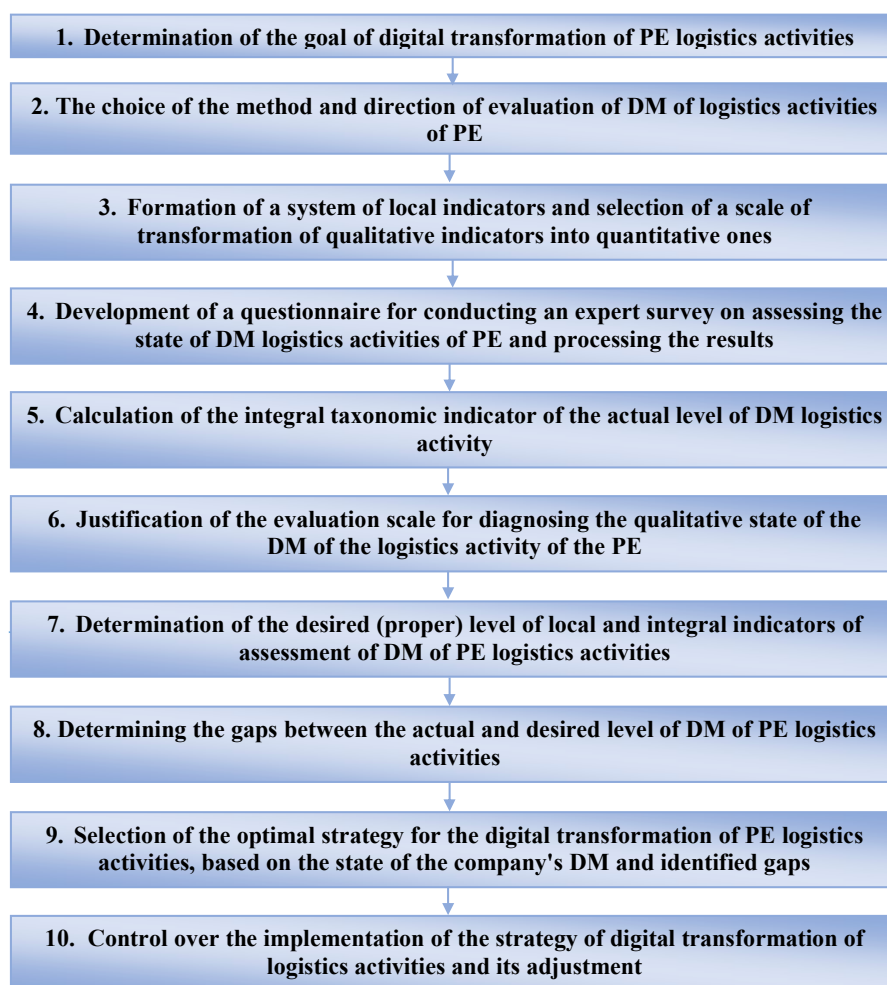 1. Determination of the goal of digital transformation of PE logistics activities
2. The choice of the method and direction of evaluation of DM of logistics activities
of PE
3. Formation of a system of local indicators and selection of a scale of
transformation of qualitative indicators into quantitative ones
4. Development of a questionnaire for conducting an expert survey on assessing the
state of DM logistics activities of PE and processing the results
5. Calculation of the integral taxonomic indicator of the actual level of DM logistics
activity
6. Justification of the evaluation scale for diagnosing the qualitative state of the
DM of the logistics activity of the PE
7. Determination of the desired (proper) level of local and integral indicators of
assessment of DM of PE logistics activities
8. Determining the gaps between the actual and desired level of DM of PE logistics
activities
9. Selection of the optimal strategy for the digital transformation of PE logistics
activities, based on the state of the company's DM and identified gaps
10. Control over the implementation of the strategy of digital transformation of
logistics activities and its adjustment